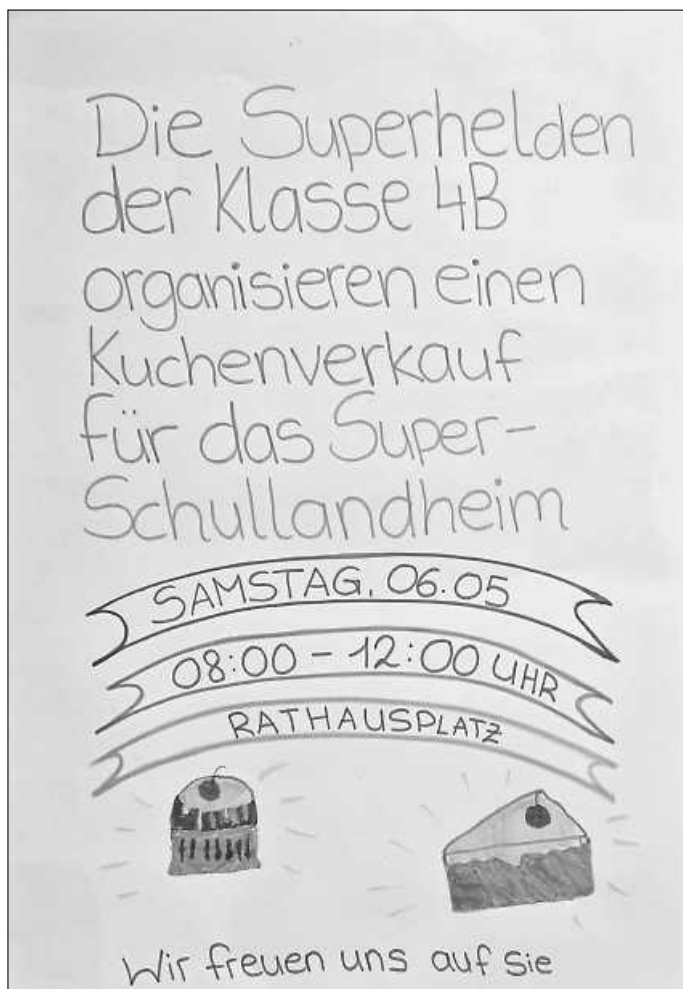 Die Superhelden
der Klasse 4B
organisieren einen
Kuchenverkauf
für das Super-
Schullandheim
SAMSTAG, 06.05
08:00 - 12:00 UHR
RATHAUSPLATZ
Wir freuen uns auf sie